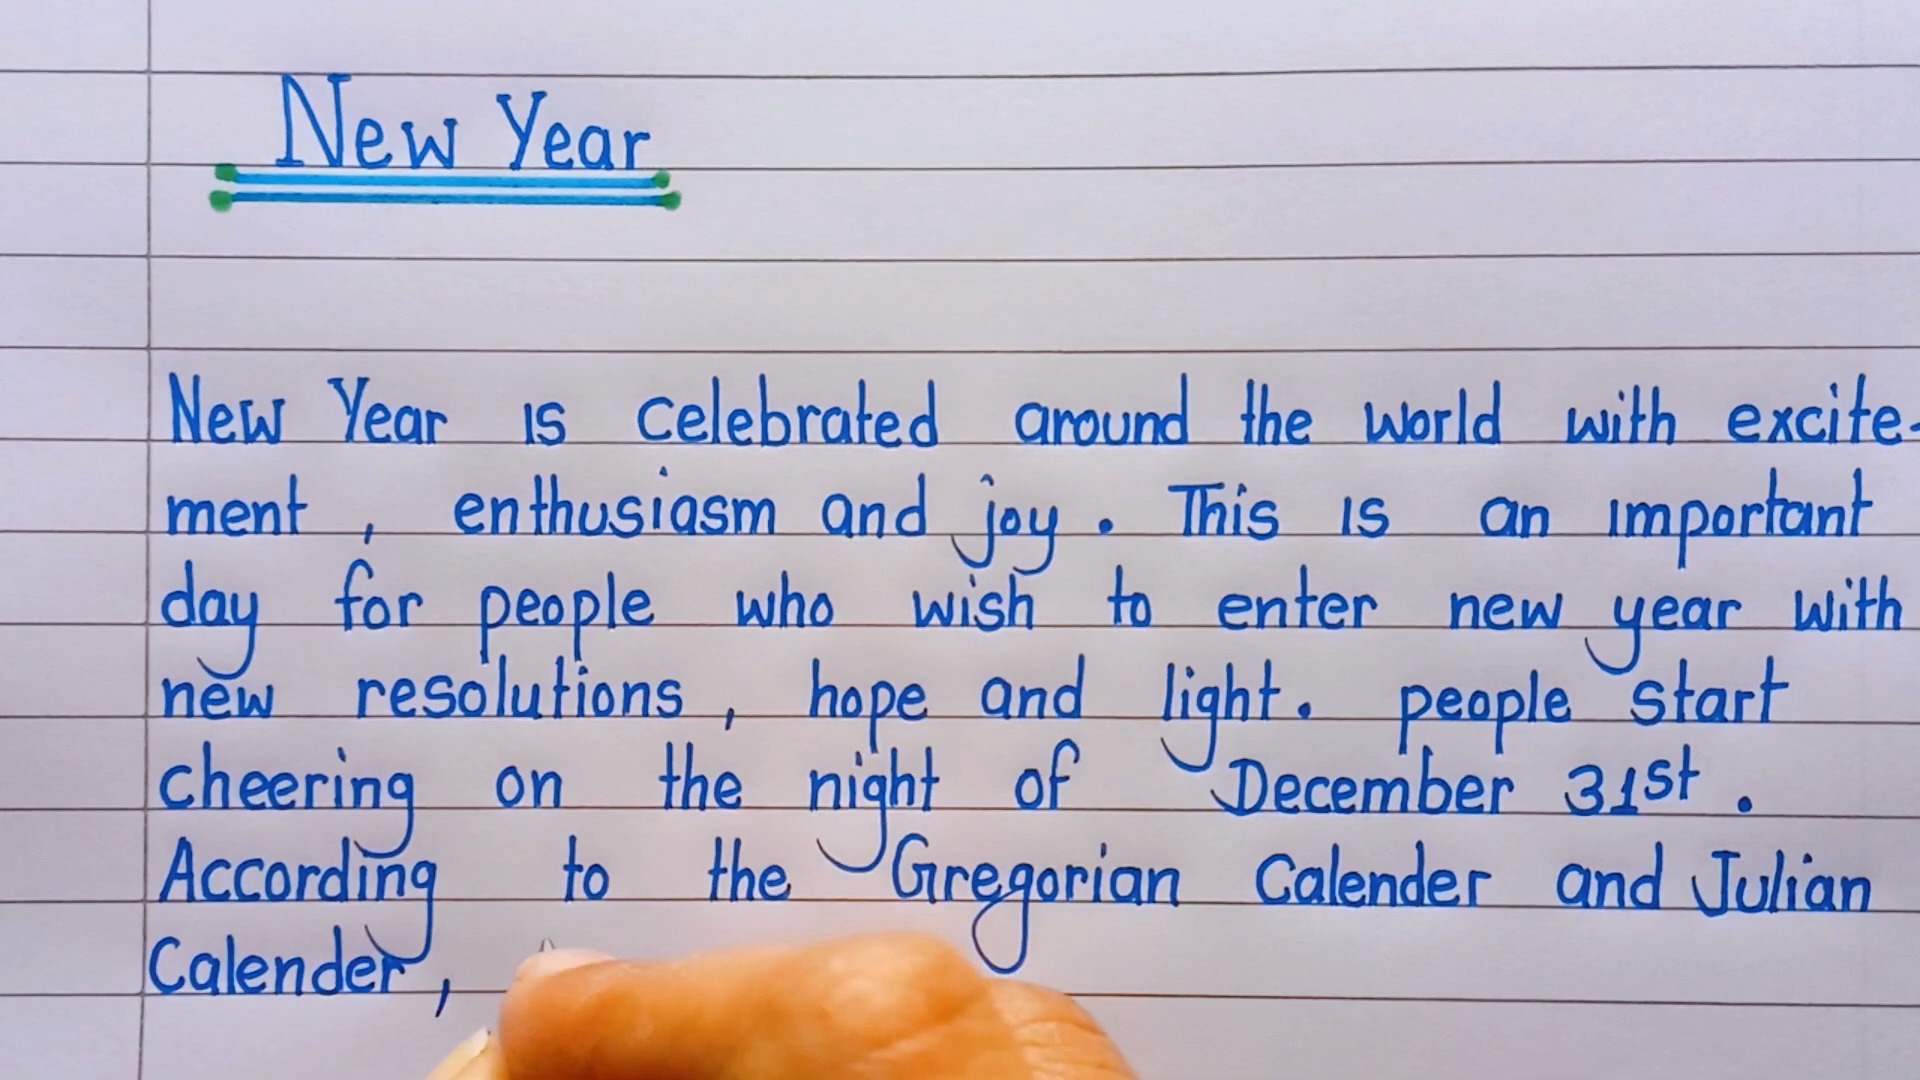 New Year
New Year is celebrated around the world with excite-
ment , enthusiasm and joy . This is an important
day for people who wish to enter new year with
new resolutions , hope and light . people start
cheering on the night of December 31st .
According to the Gregorian Calender and Julian
Calender ,